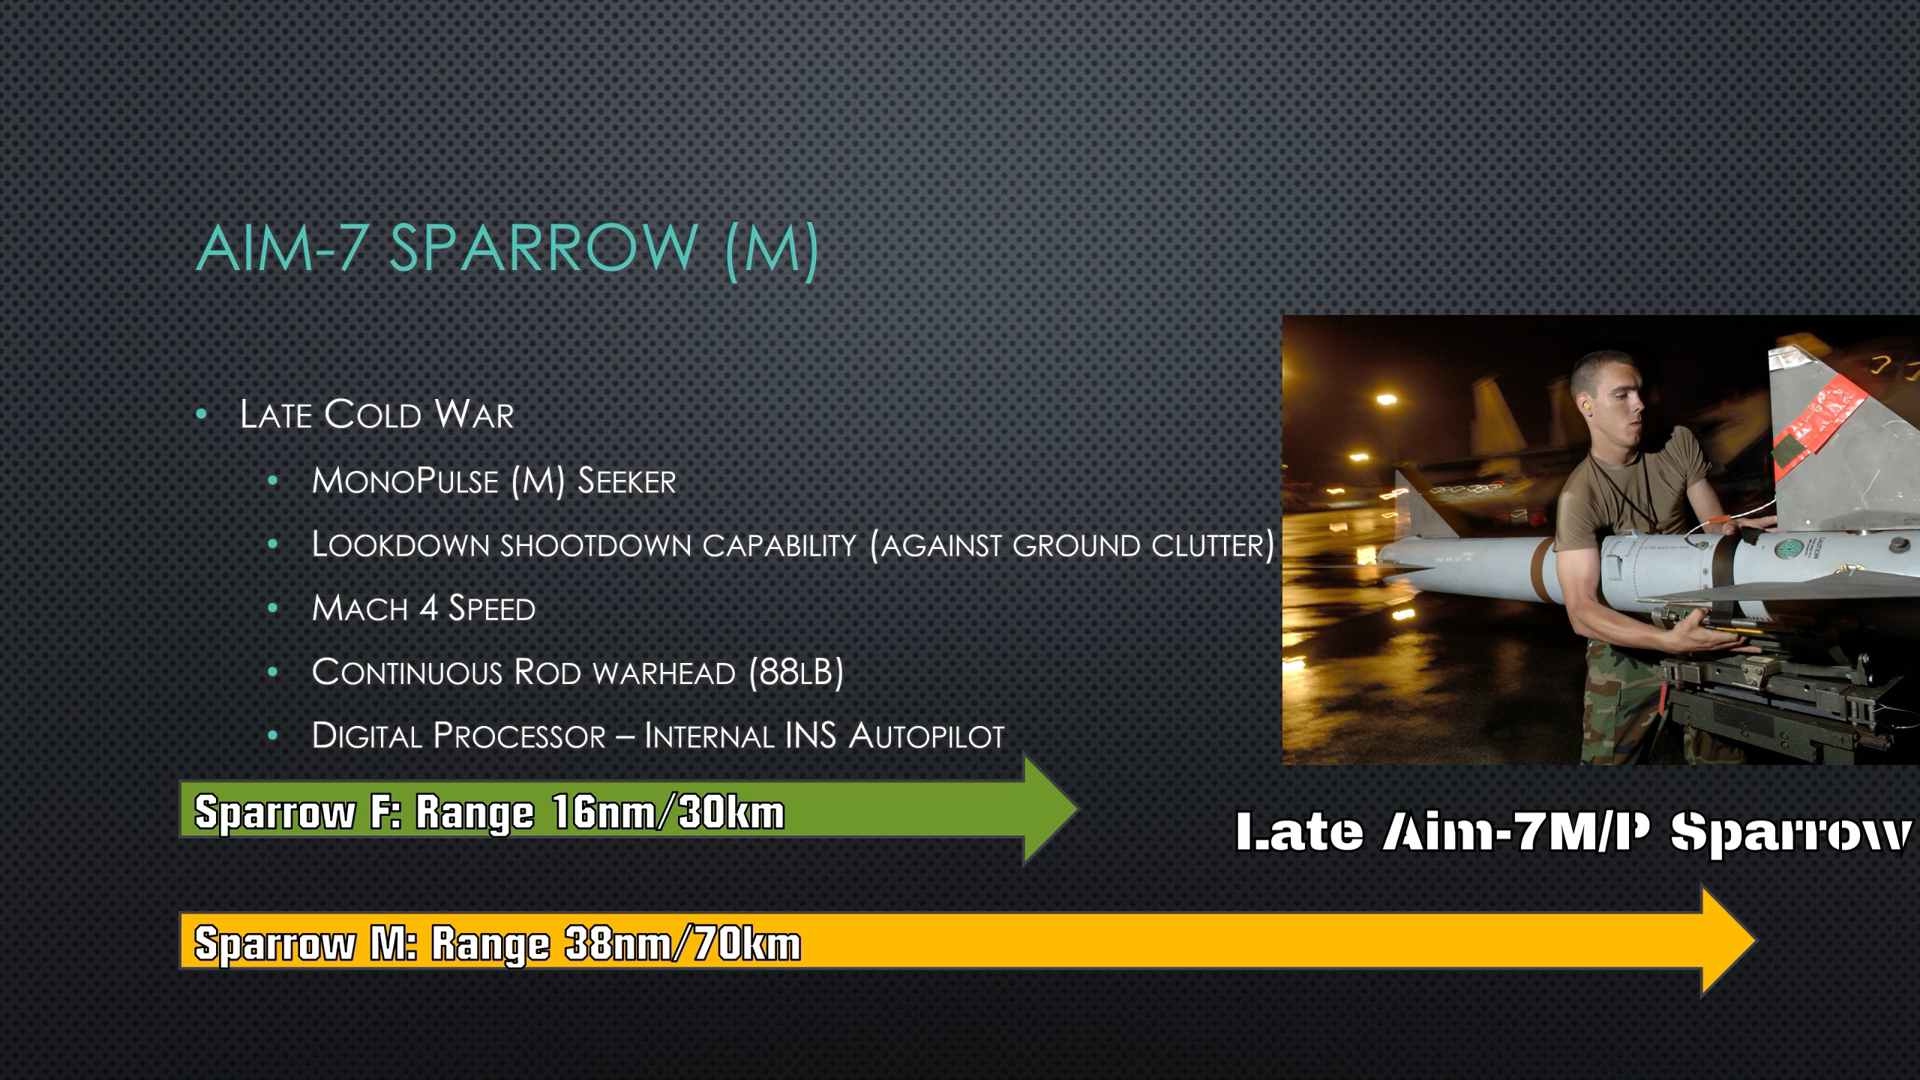 AIM-7 SPARROW (M)
• LATE COLD WAR
• MONOPULSE (M) SEEKER
• LOOKDOWN SHOOTDOWN CAPABILITY (AGAINST GROUND CLUTTER)
• MACH 4 SPEED
• CONTINUOUS ROD WARHEAD (88LB)
• DIGITAL PROCESSOR – INTERNAL INS AUTOPILOT
Sparrow F: Range 16nm/30km
Late Aim-7M/P Sparrow
Sparrow M: Range 38nm/70km